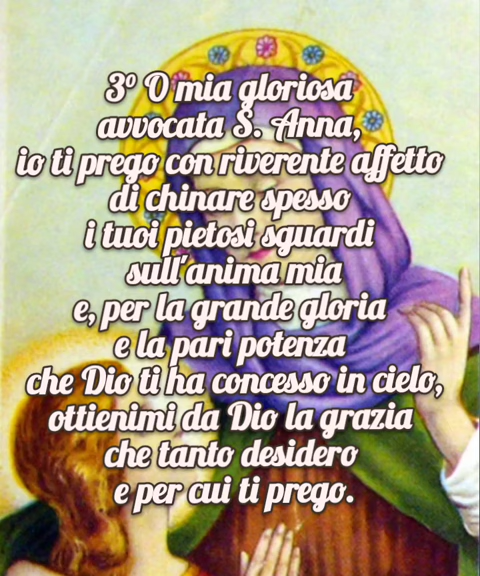 3º O mia gloriosa
avvocata S. Anna,
io ti prego con riverente affetto
di chinare spesso
i tuoi pietosi sguardi
sull'anima mia
e, per la grande gloria
e la pari potenza
che Dio ti ha concesso in cielo,
ottienimi da Dio la grazia
che tanto desidero
e per cui ti prego.